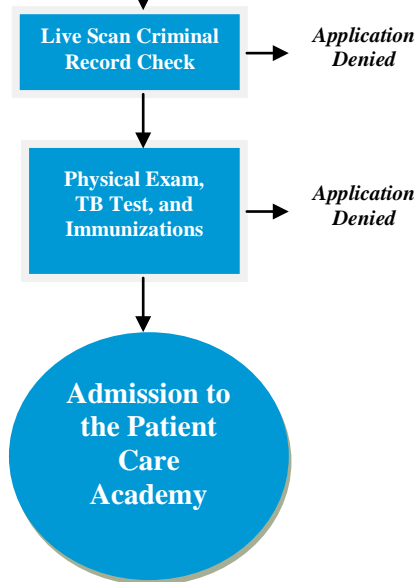 Live Scan Criminal
Record Check
Application
Denied
Physical Exam,
TB Test, and
Immunizations
Application
Denied
Admission to
the Patient
Care
Academy